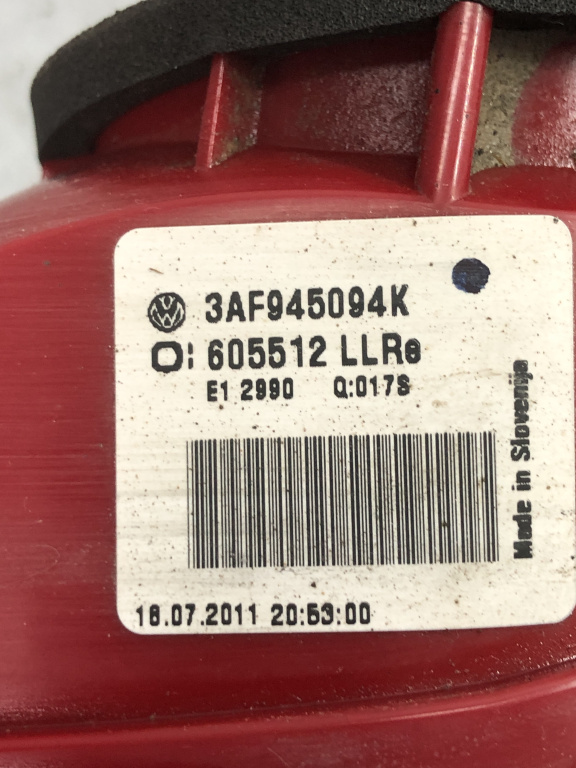 3AF945094K
O: 605512 LLRe
E1 2990 Q:017S
Made in Slovenija
16.07.2011 20:53:00